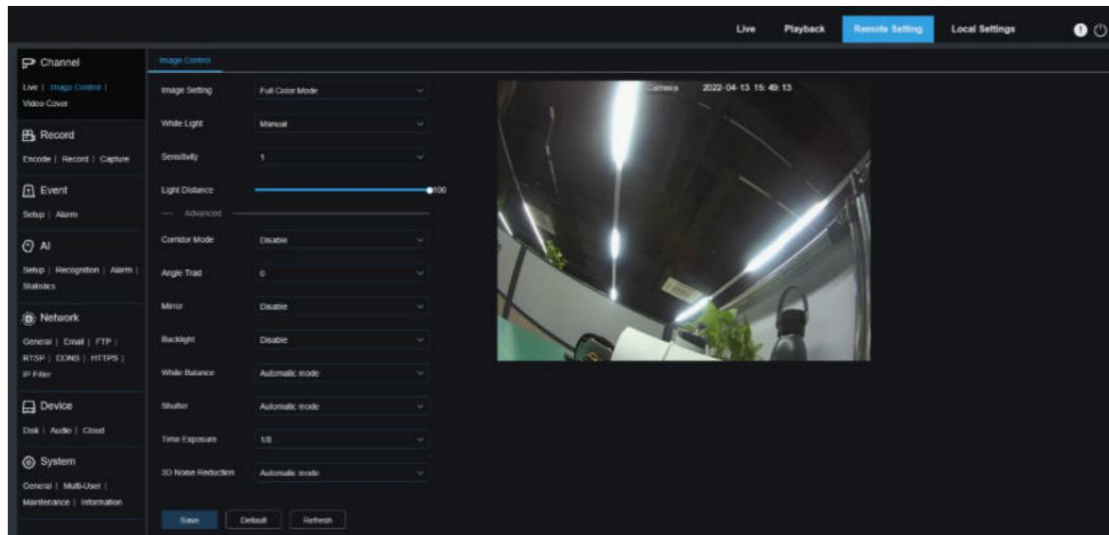 Live Playback Remote Setting Local Settings
Channel
Live | Image Control |
Video Cover
Record
Encode | Record | Capture
Event
Setup | Alarm
AI
Setup | Recognition | Alarm |
Statistics
Network
General | Email | FTP |
RTSP | DDNS | HTTPS |
IP Filter
Device
Disk | Audio | Cloud
System
General | Multi-User |
Maintenance | Information
Image Control
Image Setting Full Color Mode
White Light Manual
Sensitivity 1
Light Distance 100
Advanced
Corridor Mode Disable
Angle Trad 0
Mirror Disable
Backlight Disable
White Balance Automatic mode
Shutter Automatic mode
Time Exposure 1/8
3D Noise Reduction Automatic mode
Save Default Refresh
Camera 2022-04-13 15:49:13